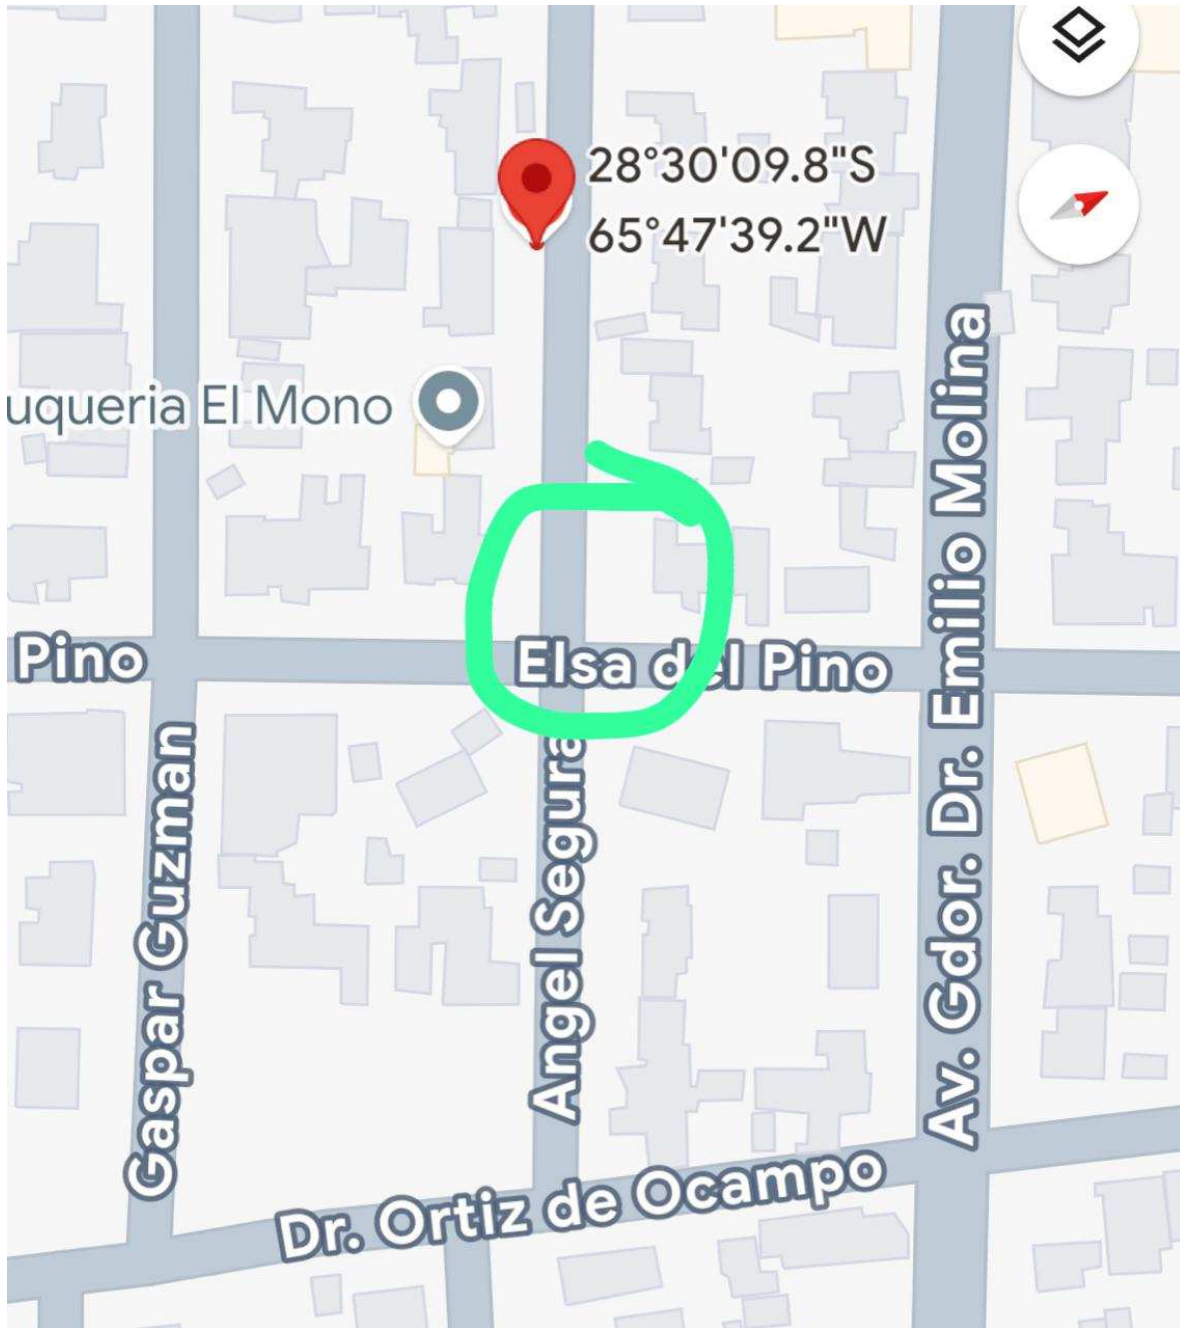 28°30'09.8"S
65°47'39.2"W
uqueria El Mono
Av. Gdor. Dr. Emilio Molina
Pino
Elsa del Pino
Gaspar Guzman
Angel Segura
Dr. Ortiz de Ocampo